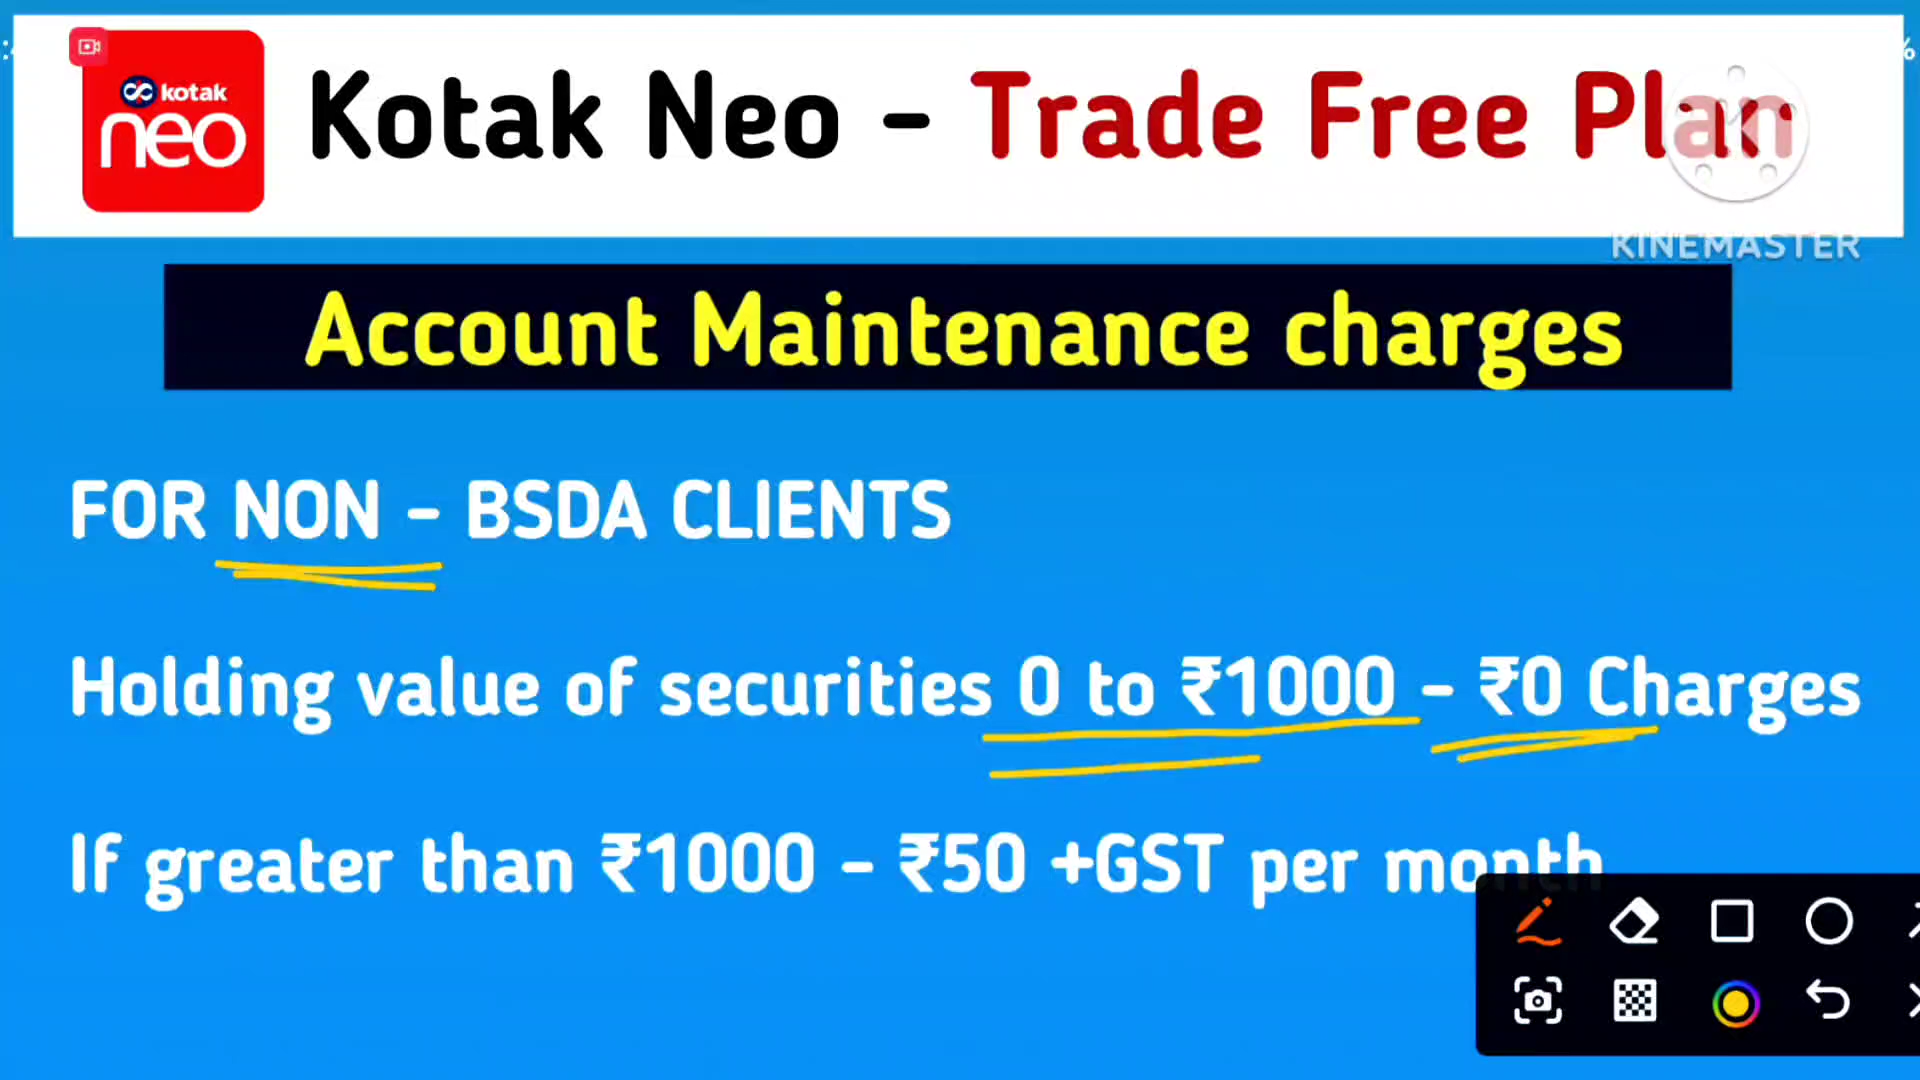 kotak
neo
Kotak Neo - Trade Free Plan
KINEMASTER
Account Maintenance charges
FOR NON - BSDA CLIENTS
Holding value of securities 0 to ₹1000 - ₹0 Charges
If greater than ₹1000 - ₹50 +GST per month